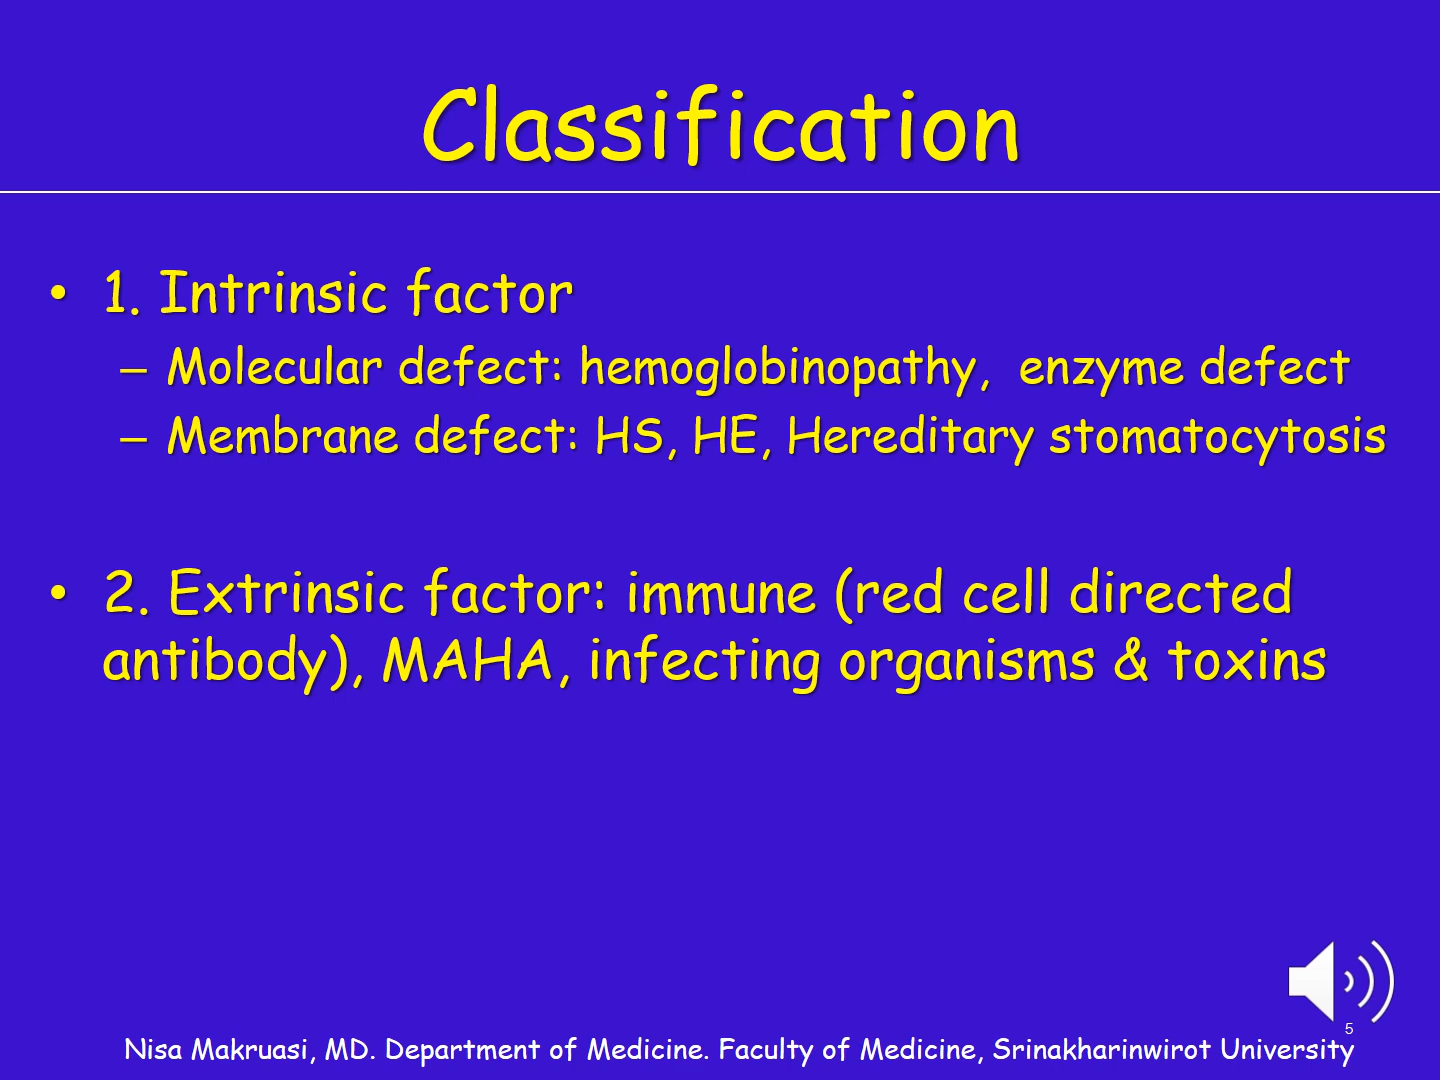 Classification
• 1. Intrinsic factor
– Molecular defect: hemoglobinopathy,  enzyme defect
– Membrane defect: HS, HE, Hereditary stomatocytosis
• 2. Extrinsic factor: immune (red cell directed
antibody), MAHA, infecting organisms & toxins
5
Nisa Makruasi, MD. Department of Medicine. Faculty of Medicine, Srinakharinwirot University